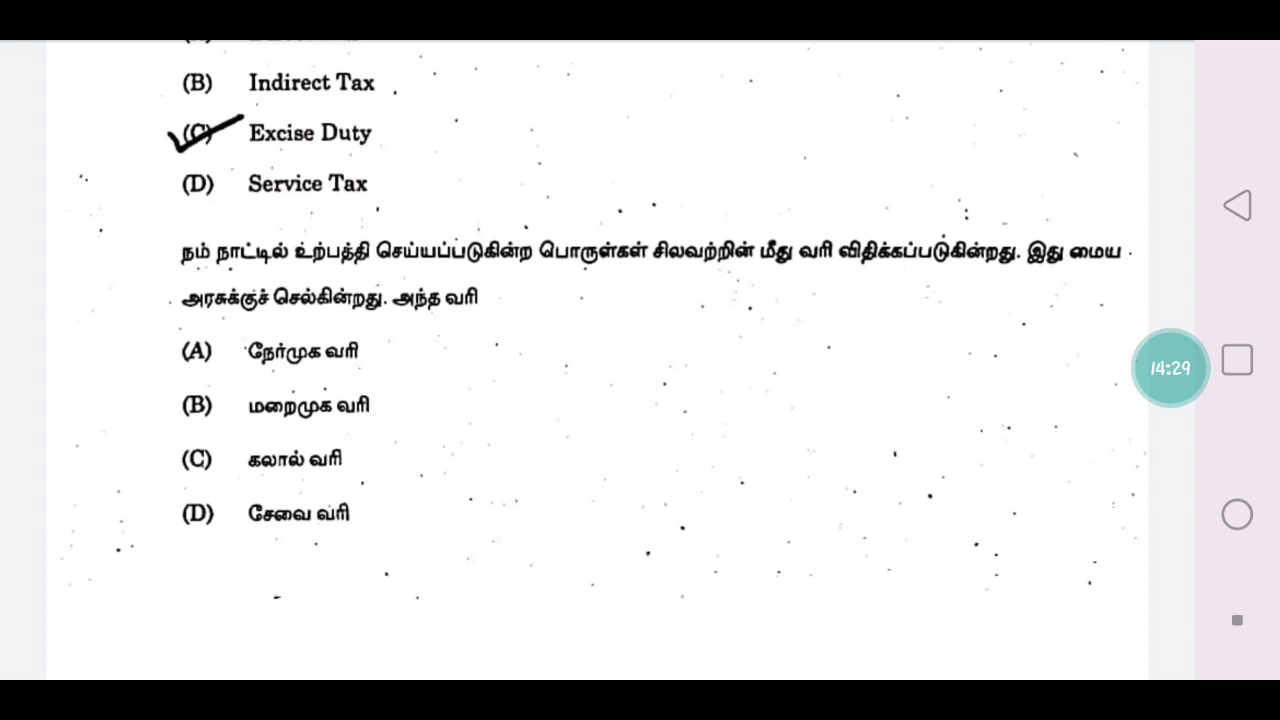 (B) Indirect Tax
(C) Excise Duty
(D) Service Tax
நம் நாட்டில் உற்பத்தி செய்யப்படுகின்ற பொருள்கள் சிலவற்றின் மீது வரி விதிக்கப்படுகின்றது. இது மைய
அரசுக்குச் செல்கின்றது. அந்த வரி
(A) நேர்முக வரி
(B) மறைமுக வரி
(C) கலால் வரி
(D) சேவை வரி
14:29